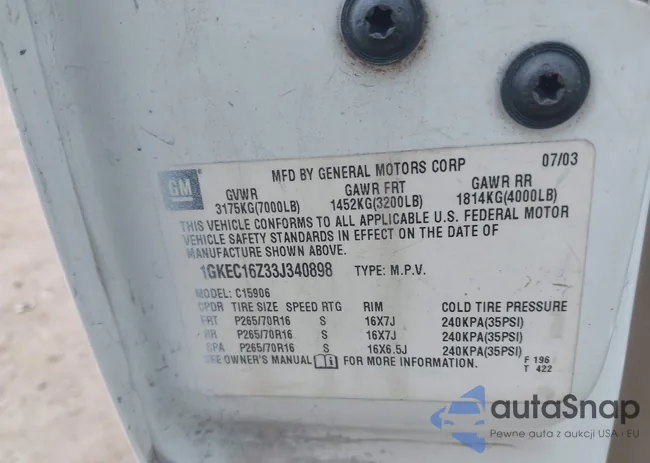 MFD BY GENERAL MOTORS CORP 07/03
GM
GVWR GAWR FRT GAWR RR
3175KG(7000LB) 1452KG(3200LB) 1814KG(4000LB)
THIS VEHICLE CONFORMS TO ALL APPLICABLE U.S. FEDERAL MOTOR
VEHICLE SAFETY STANDARDS IN EFFECT ON THE DATE OF
MANUFACTURE SHOWN ABOVE.
1GKEC16Z33J340898 TYPE: M.P.V.
MODEL: C15906
CPDR TIRE SIZE SPEED RTG RIM COLD TIRE PRESSURE
FRT P265/70R16 S 16X7J 240KPA(35PSI)
RR P265/70R16 S 16X7J 240KPA(35PSI)
SPA P265/70R16 S 16X6.5J 240KPA(35PSI)
SEE OWNER'S MANUAL FOR MORE INFORMATION.
F 196
T 422
autaSnap
Pewne auta z aukcji USA i EU